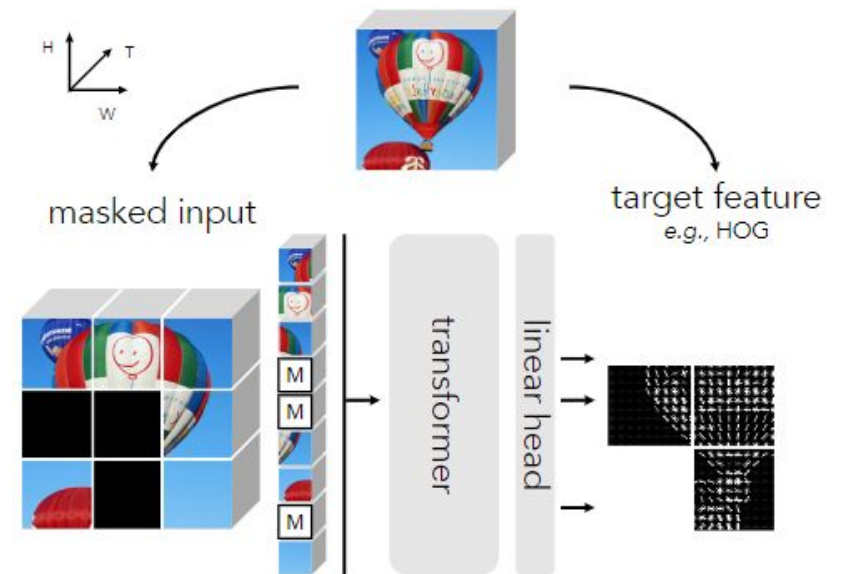 H
T
W
masked input
target feature
e.g., HOG
M
M
M
transformer
linear head